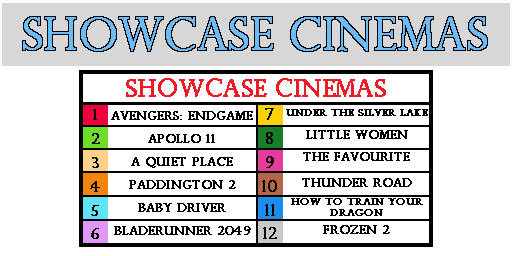 SHOWCASE CINEMAS
SHOWCASE CINEMAS
1 AVENGERS: ENDGAME
2 APOLLO 11
3 A QUIET PLACE
4 PADDINGTON 2
5 BABY DRIVER
6 BLADERUNNER 2049
7 UNDER THE SILVER LAKE
8 LITTLE WOMEN
9 THE FAVOURITE
10 THUNDER ROAD
11 HOW TO TRAIN YOUR
DRAGON
12 FROZEN 2